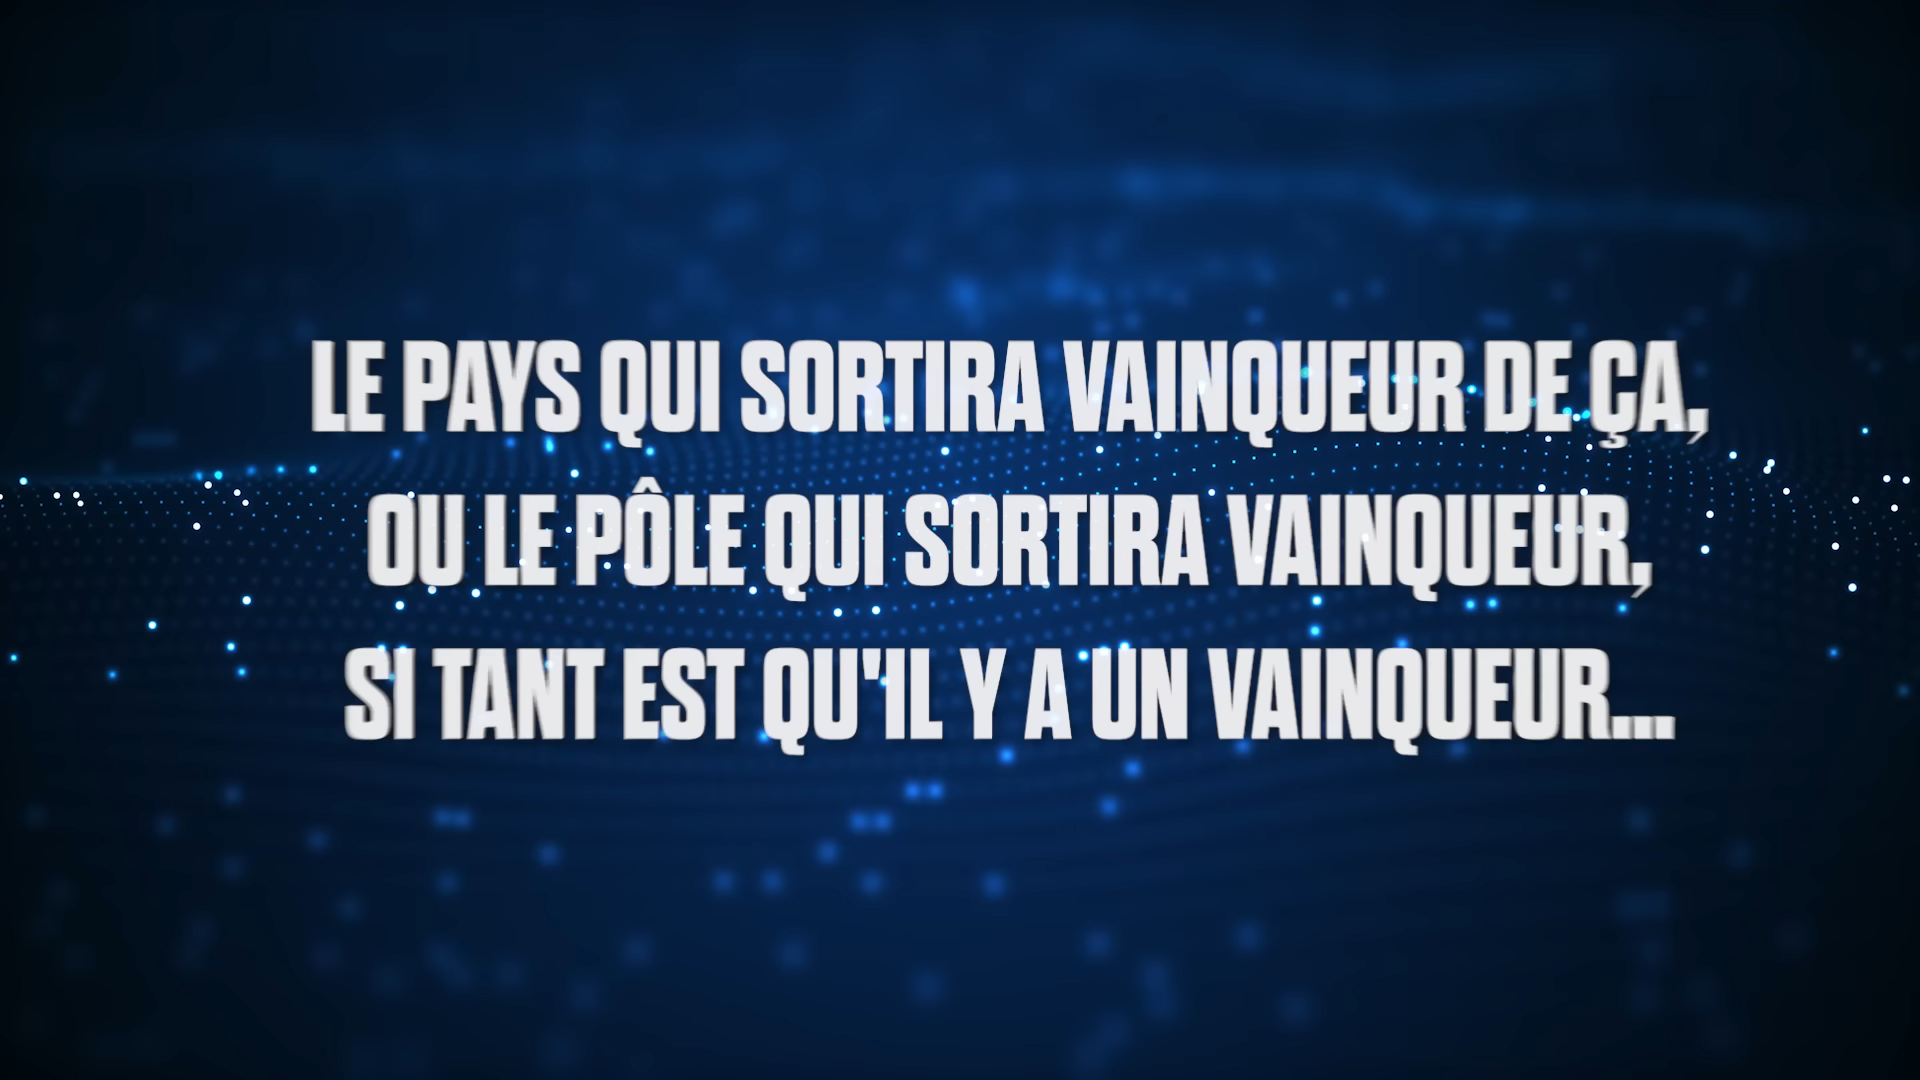 LE PAYS QUI SORTIRA VAINQUEUR DE ÇA,
OU LE PÔLE QUI SORTIRA VAINQUEUR,
SI TANT EST QU'IL Y A UN VAINQUEUR...